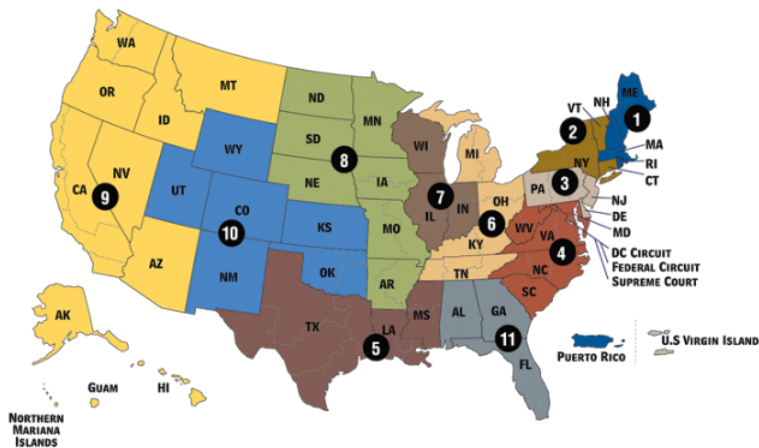 WA
MT
ND
MN
ME
VT
NH
1
OR
ID
SD
WI
MI
2
NY
MA
RI
CT
WY
8
3
PA
NJ
NV
NE
IA
7
OH
DE
MD
CA
9
UT
CO
IL
IN
6
WV
VA
DC CIRCUIT
FEDERAL CIRCUIT
SUPREME COURT
10
KS
MO
KY
4
AZ
NM
OK
AR
TN
NC
SC
AK
TX
LA
MS
AL
GA
5
11
FL
PUERTO RICO
U.S VIRGIN ISLAND
GUAM
HI
NORTHERN
MARIANA
ISLANDS